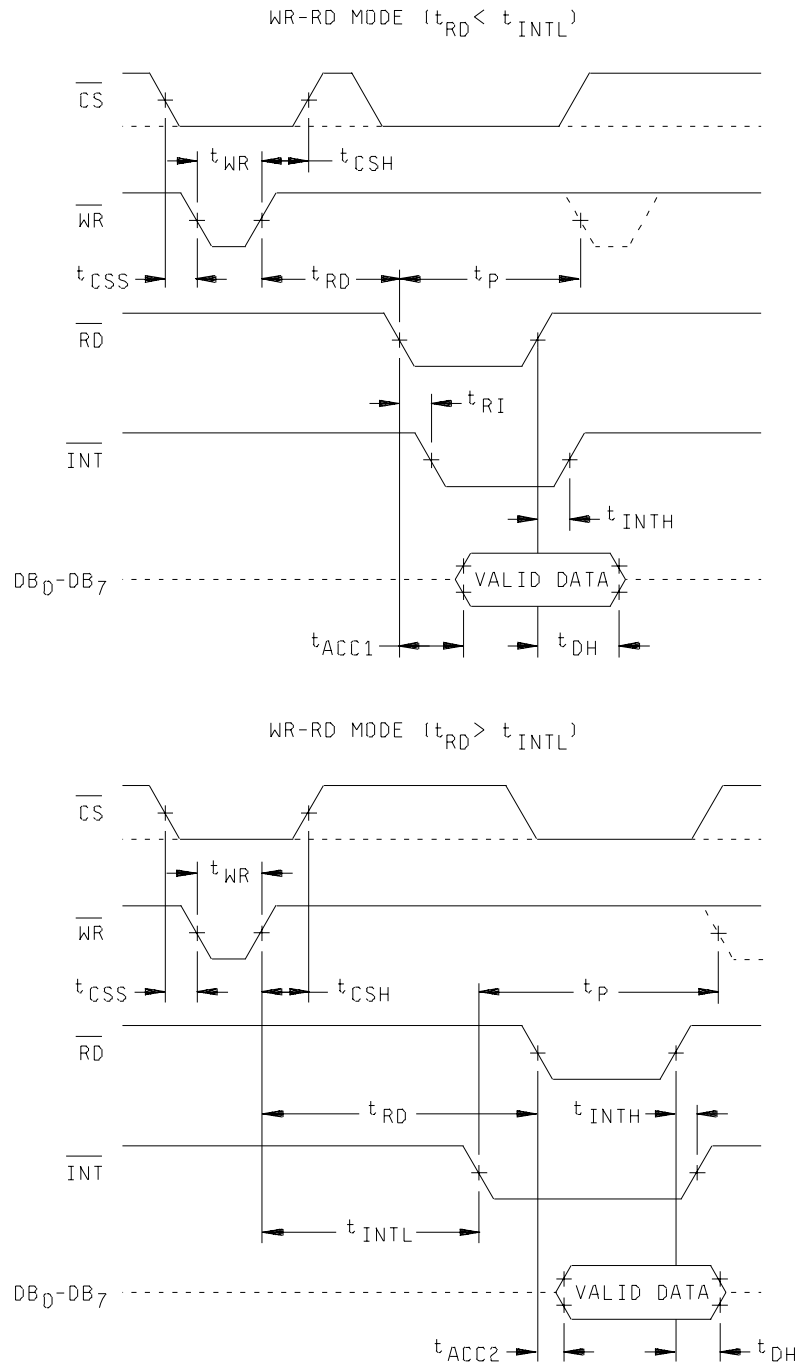 WR-RD MODE (tRD< tINTL)
CS
tWR
tCSH
WR
tCSS
tRD
tP
RD
tRI
INT
tINTH
DB0-DB7
VALID DATA
tACC1
tDH
WR-RD MODE (tRD> tINTL)
CS
tWR
WR
tCSS
tCSH
tP
RD
tRD
tINTH
INT
tINTL
DB0-DB7
VALID DATA
tACC2
tDH